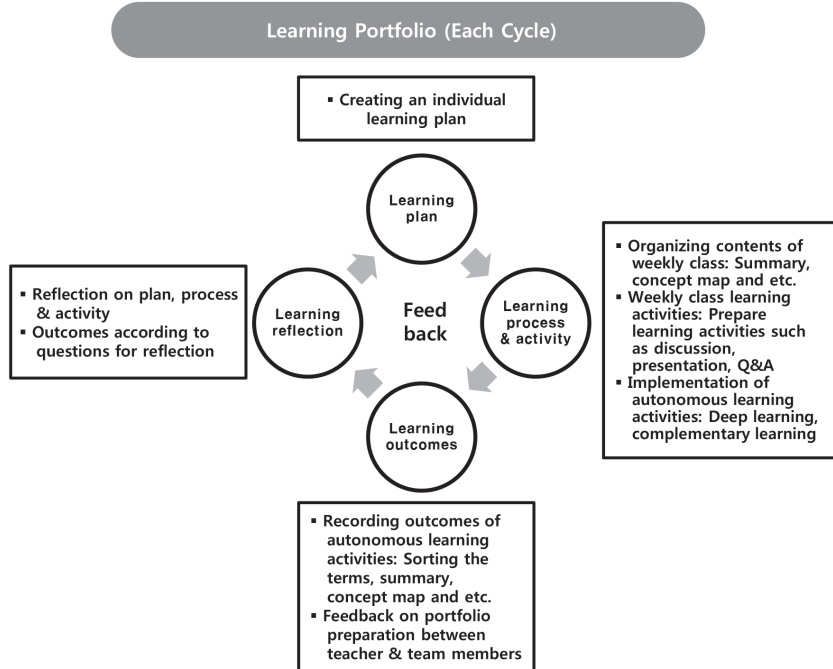 Learning Portfolio (Each Cycle)
▪ Creating an individual
learning plan
Learning
plan
▪ Reflection on plan, process
& activity
▪ Outcomes according to
questions for reflection
Learning
reflection
Feed
back
Learning
process
& activity
▪ Organizing contents of
weekly class: Summary,
concept map and etc.
▪ Weekly class learning
activities: Prepare
learning activities such
as discussion,
presentation, Q&A
▪ Implementation of
autonomous learning
activities: Deep learning,
complementary learning
Learning
outcomes
▪ Recording outcomes of
autonomous learning
activities: Sorting the
terms, summary,
concept map and etc.
▪ Feedback on portfolio
preparation between
teacher & team members